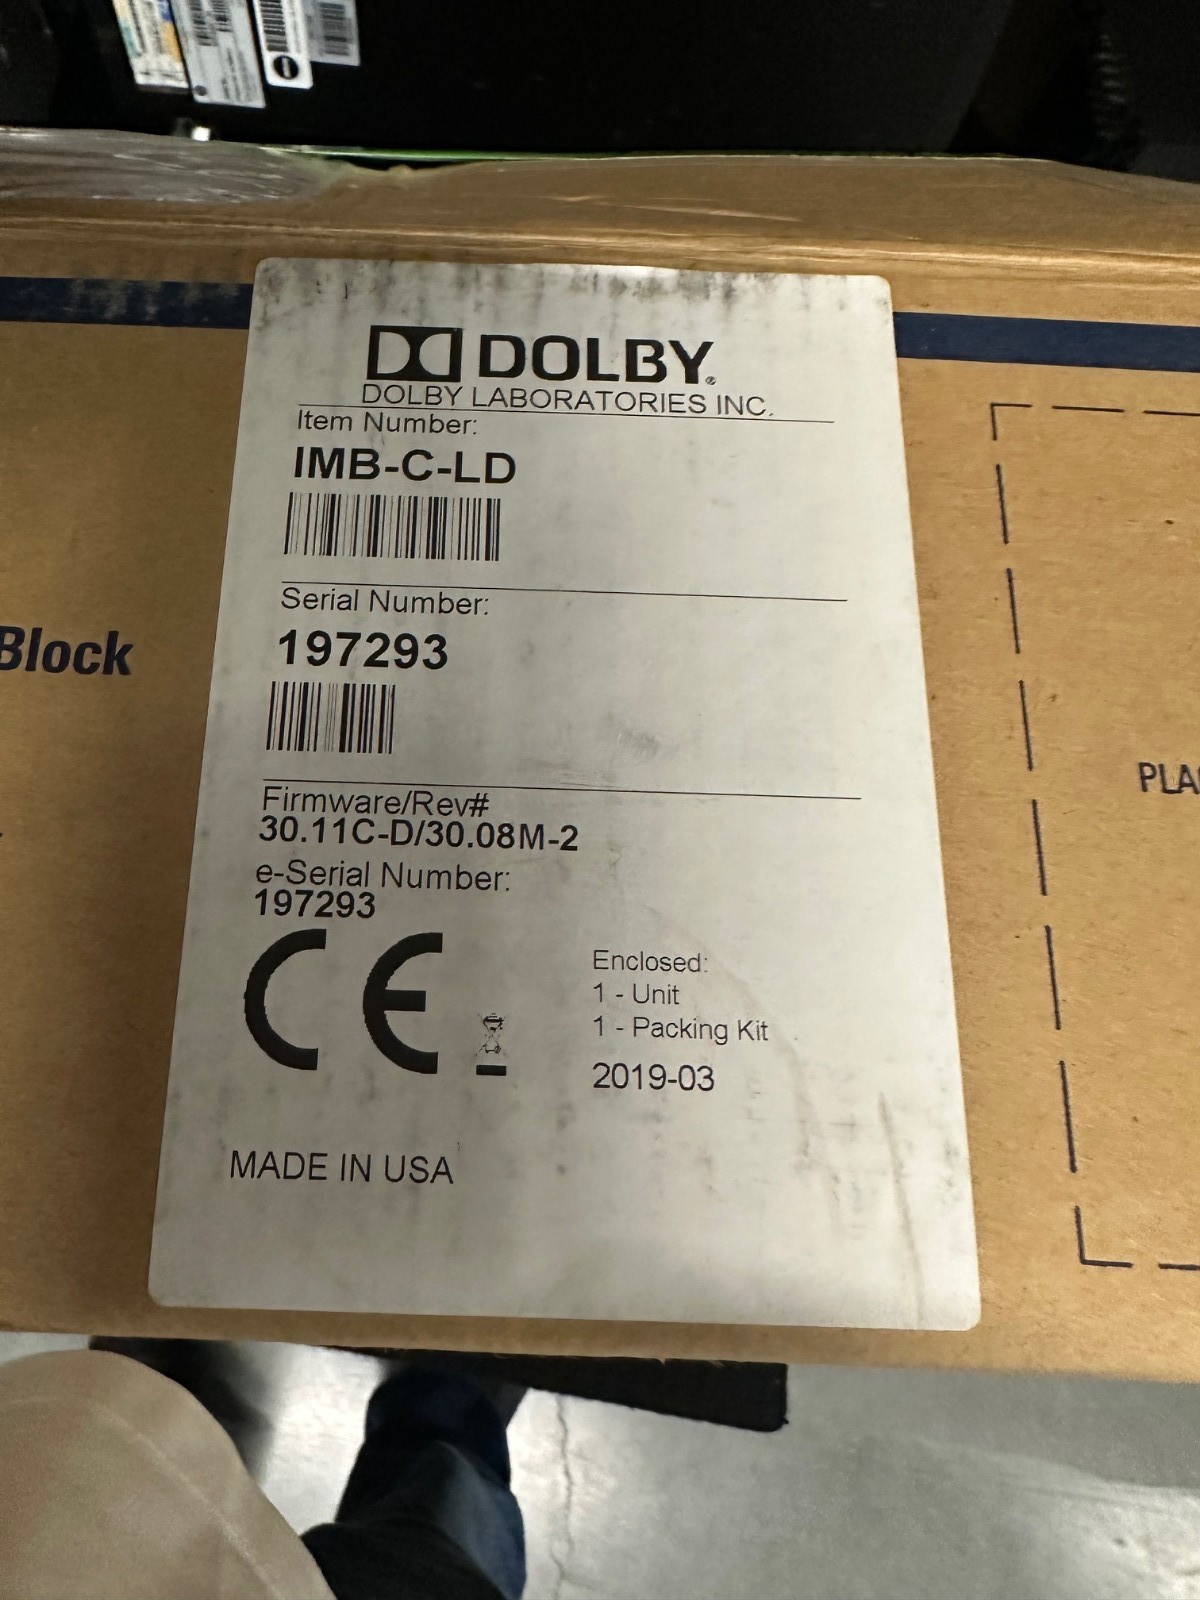 DOLBY®
DOLBY LABORATORIES INC.
Item Number:
IMB-C-LD
Serial Number:
197293
Block
Firmware/Rev#
30.11C-D/30.08M-2
e-Serial Number:
197293
CE
Enclosed:
1 - Unit
1 - Packing Kit
2019-03
MADE IN USA